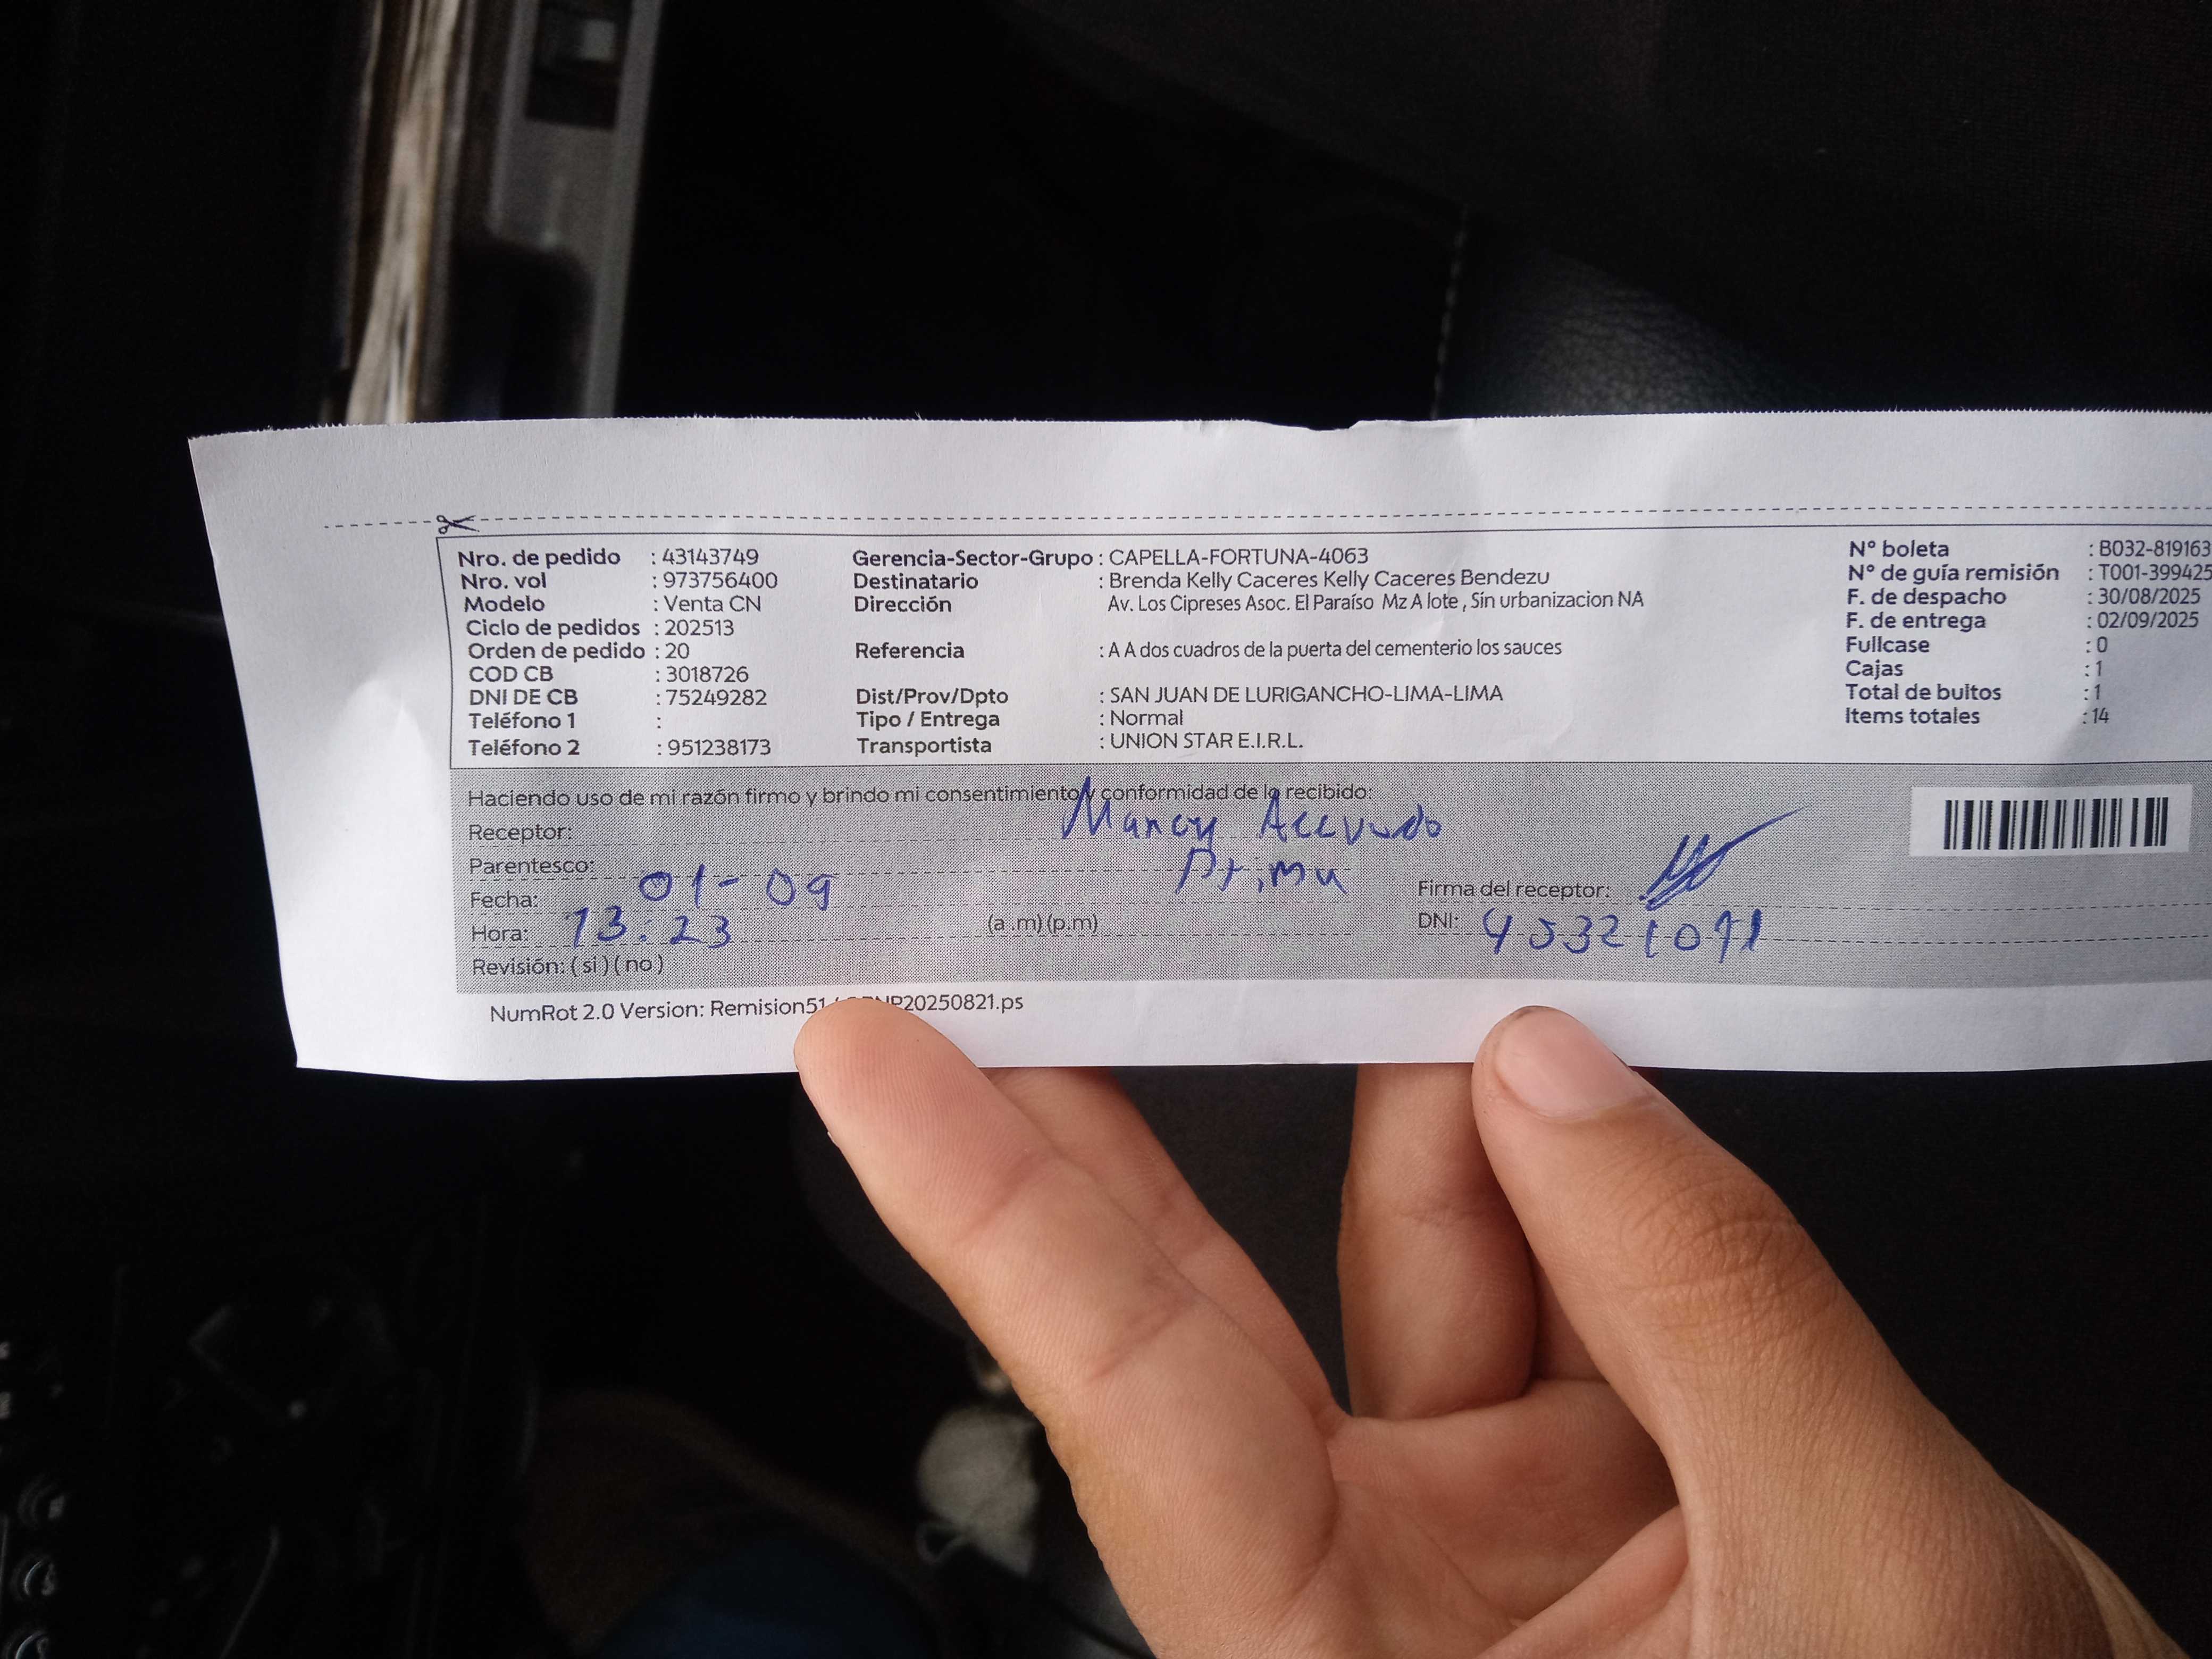 Nro. de pedido : 43143749
Nro. vol : 973756400
Modelo : Venta CN
Ciclo de pedidos : 202513
Orden de pedido : 20
COD CB : 3018726
DNI DE CB : 75249282
Teléfono 1 :
Teléfono 2 : 951238173
Gerencia-Sector-Grupo : CAPELLA-FORTUNA-4063
Destinatario : Brenda Kelly Caceres Kelly Caceres Bendezu
Dirección Av. Los Cipreses Asoc. El Paraíso Mz A lote , Sin urbanizacion NA
Referencia : A A dos cuadros de la puerta del cementerio los sauces
Dist/Prov/Dpto : SAN JUAN DE LURIGANCHO-LIMA-LIMA
Tipo / Entrega : Normal
Transportista : UNION STAR E.I.R.L.
N° boleta : B032-819163
N° de guía remisión : T001-399425
F. de despacho : 30/08/2025
F. de entrega : 02/09/2025
Fullcase : 0
Cajas : 1
Total de bultos : 1
Items totales : 14
Haciendo uso de mi razón firmo y brindo mi consentimiento y conformidad de lo recibido:
Receptor:
Parentesco:
Fecha: 01-09
Hora: 13:23 (a .m) (p.m)
Revisión: ( si ) ( no )
Firma del receptor:
DNI: 45321091
NumRot 2.0 Version: 20250821.ps